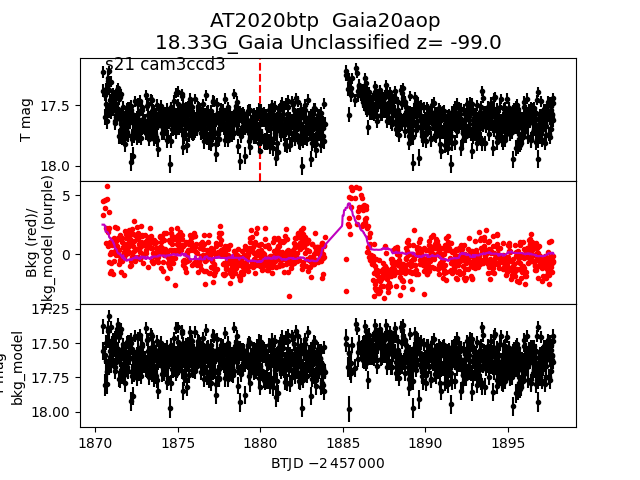 AT2020btp  Gaia20aop
18.33G_Gaia Unclassified z= -99.0
s21 cam3ccd3
T mag
17.5
18.0
Bkg (red)/
bkg_model (purple)
5
0
bkg_model
17.25
17.50
17.75
18.00
1870
1875
1880
1885
1890
1895
BTJD −2 457 000